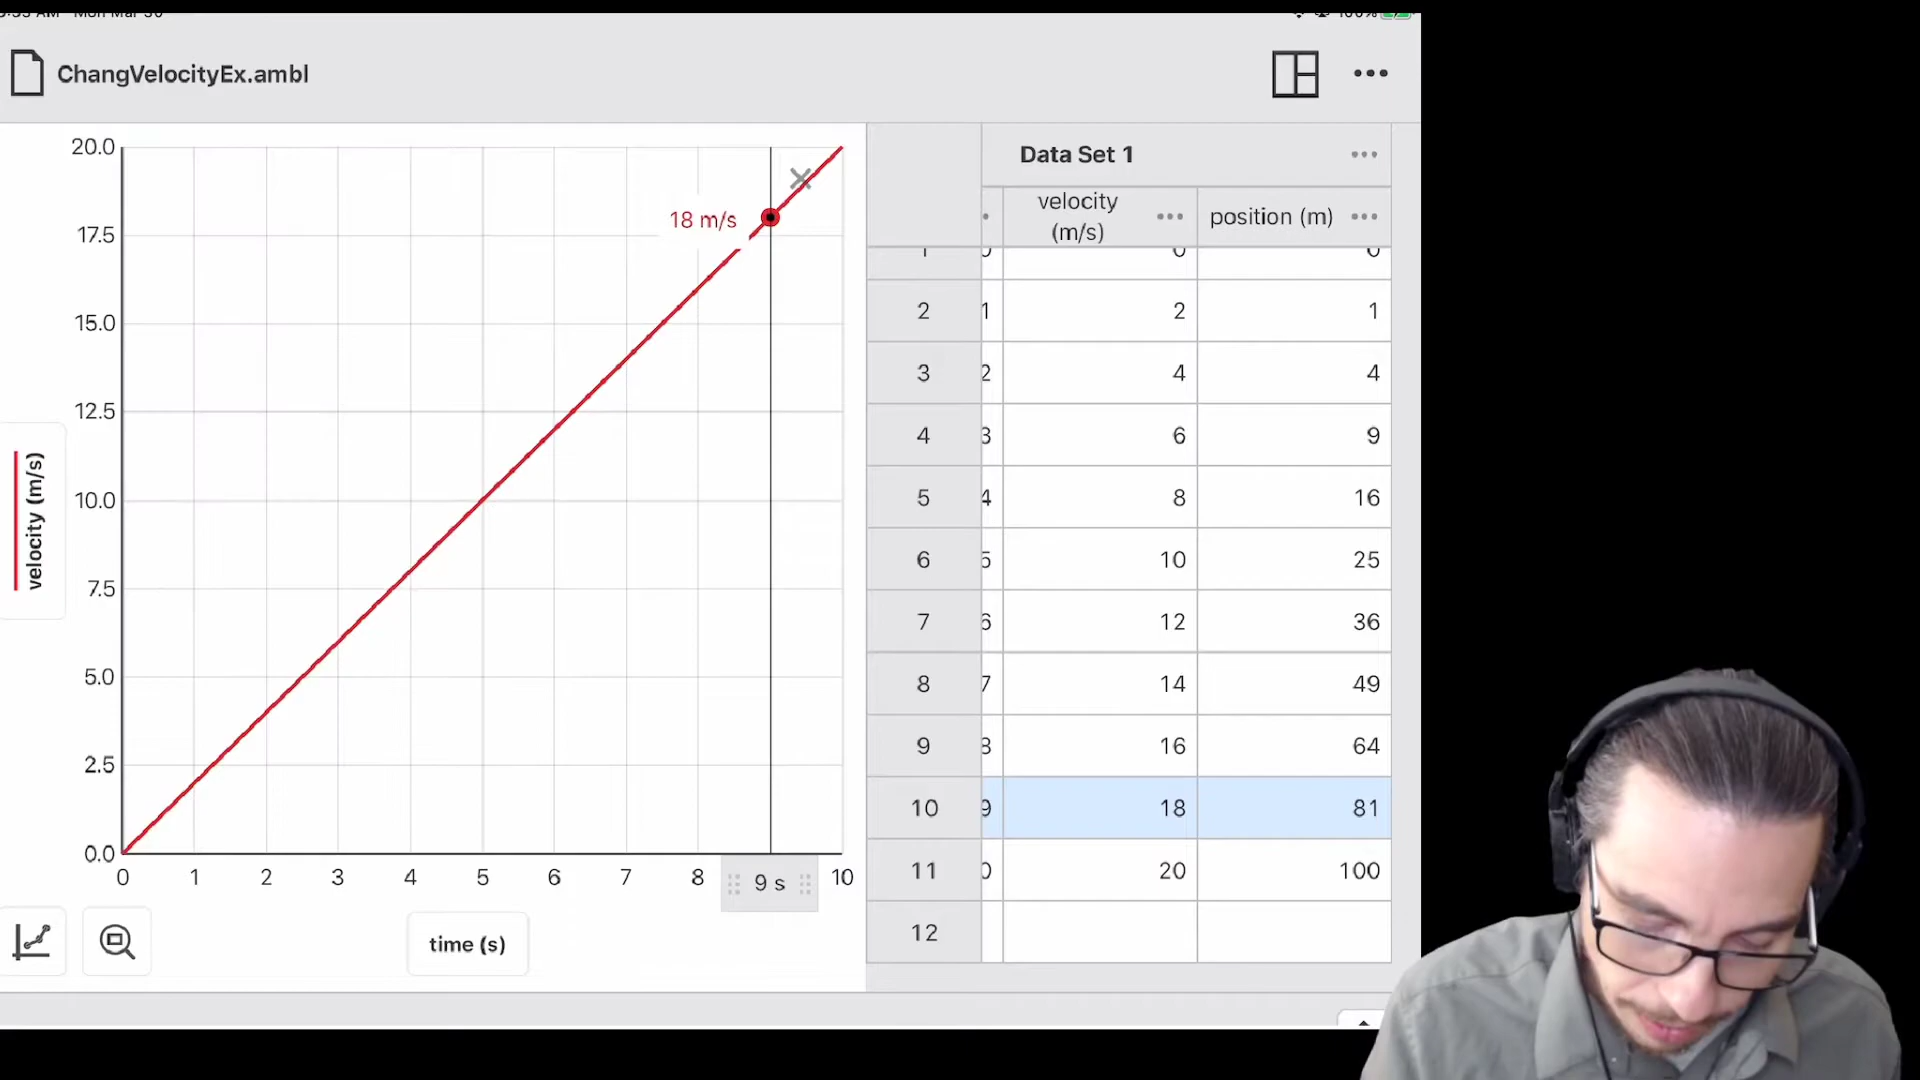 ChangVelocityEx.ambl
20.0
17.5
15.0
12.5
10.0
7.5
5.0
2.5
0.0
velocity (m/s)
18 m/s
0 1 2 3 4 5 6 7 8 9 s 10
time (s)
Data Set 1
velocity (m/s) position (m)
2 1 2 1
3 2 4 4
4 3 6 9
5 4 8 16
6 5 10 25
7 6 12 36
8 7 14 49
9 8 16 64
10 9 18 81
11 0 20 100
12